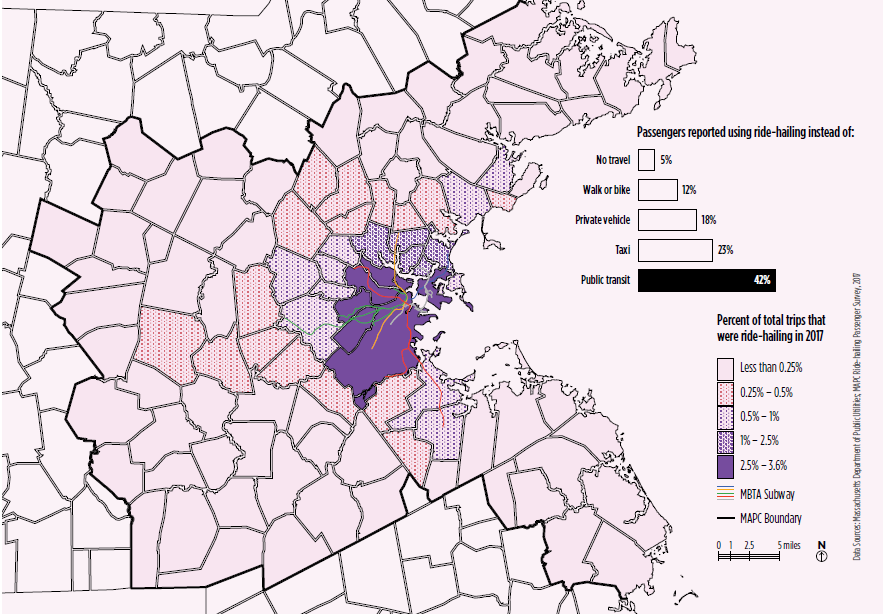 Passengers reported using ride-hailing instead of:
No travel 5%
Walk or bike 12%
Private vehicle 18%
Taxi 23%
Public transit 42%
Percent of total trips that
were ride-hailing in 2017
Less than 0.25%
0.25% – 0.5%
0.5% – 1%
1% – 2.5%
2.5% – 3.6%
MBTA Subway
MAPC Boundary
0 1 2.5 5 miles
N
Data Sources: Massachusetts Department of Public Utilities; MAPC Ride-hailing Passenger Survey, 2017